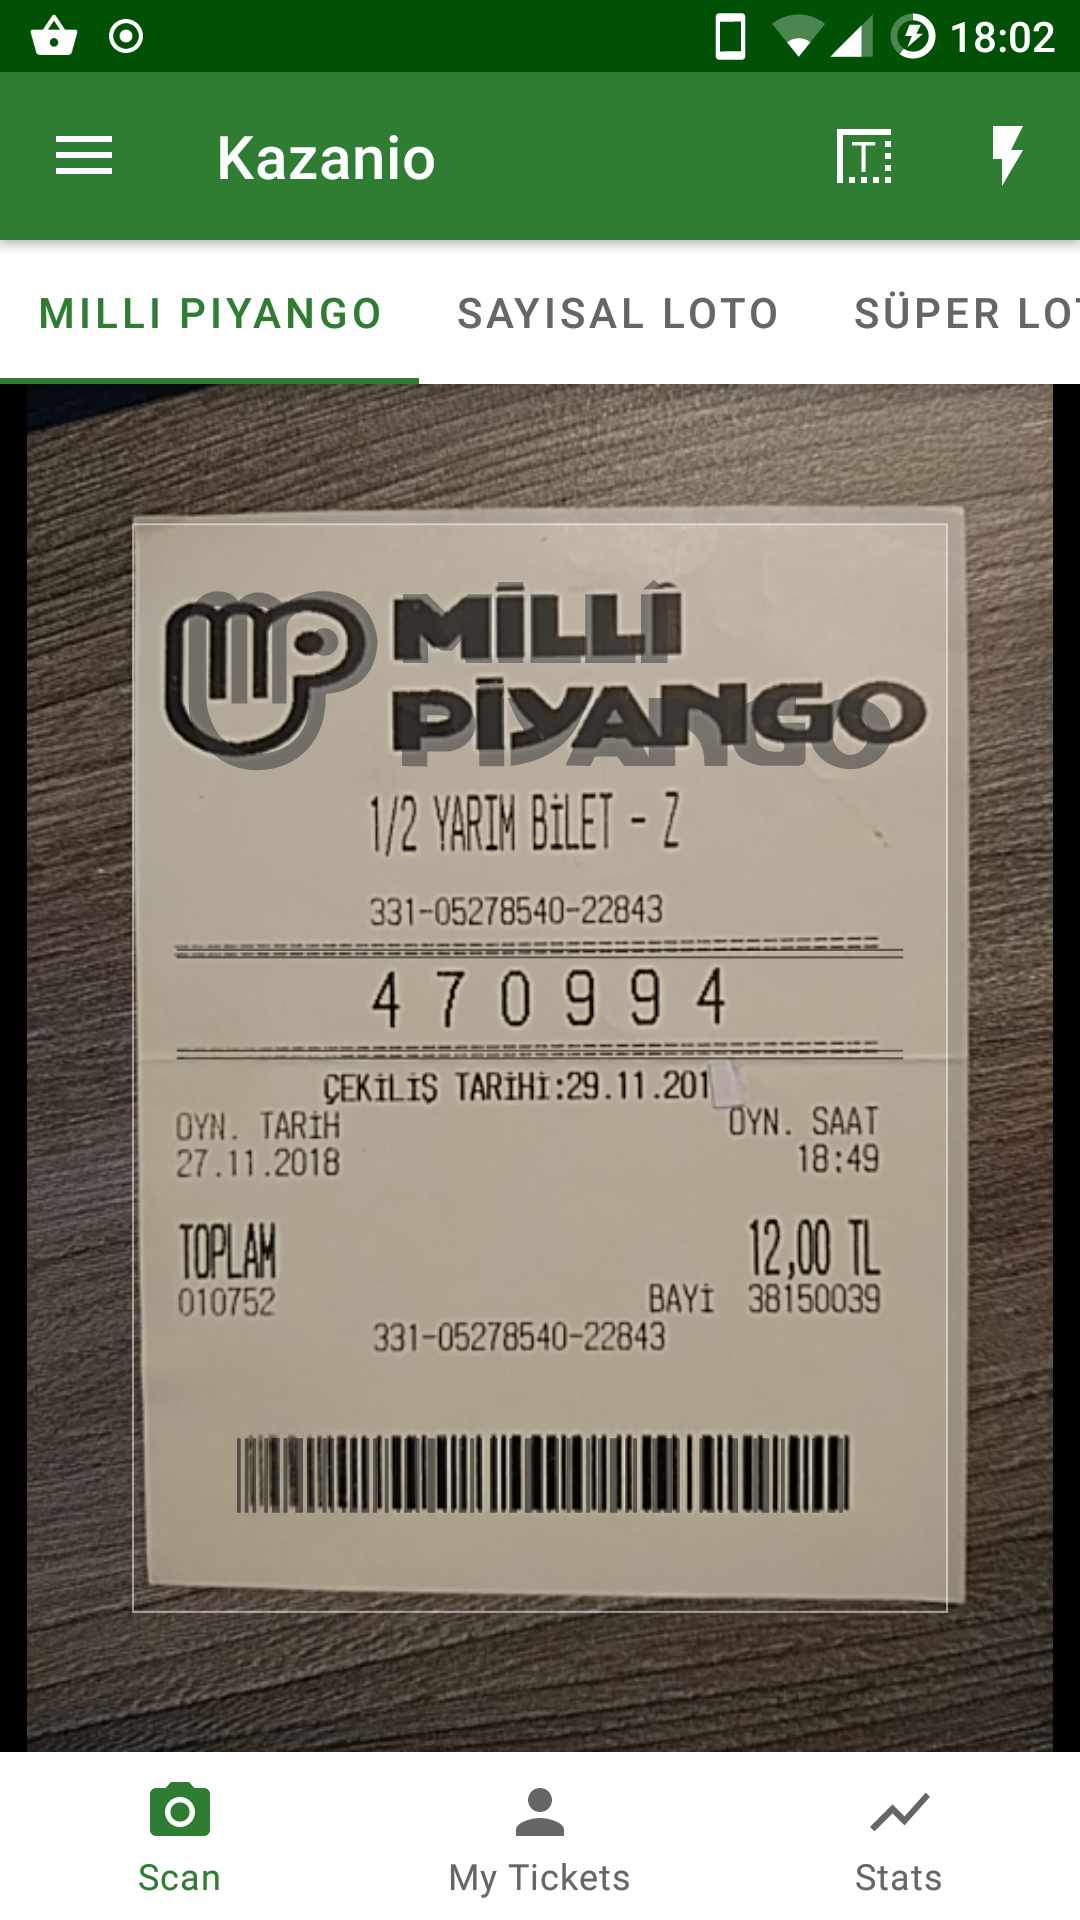 18:02
Kazanio
T
MILLI PIYANGO
SAYISAL LOTO
SÜPER LOT
MİLLİ
PİYANGO
1/2 YARIM BİLET - Z
331-05278540-22843
4 7 0 9 9 4
ÇEKİLİŞ TARİHİ:29.11.201
OYN. TARİH OYN. SAAT
27.11.2018 18:49
TOPLAM 12,00 TL
010752 BAYİ 38150039
331-05278540-22843
Scan
My Tickets
Stats